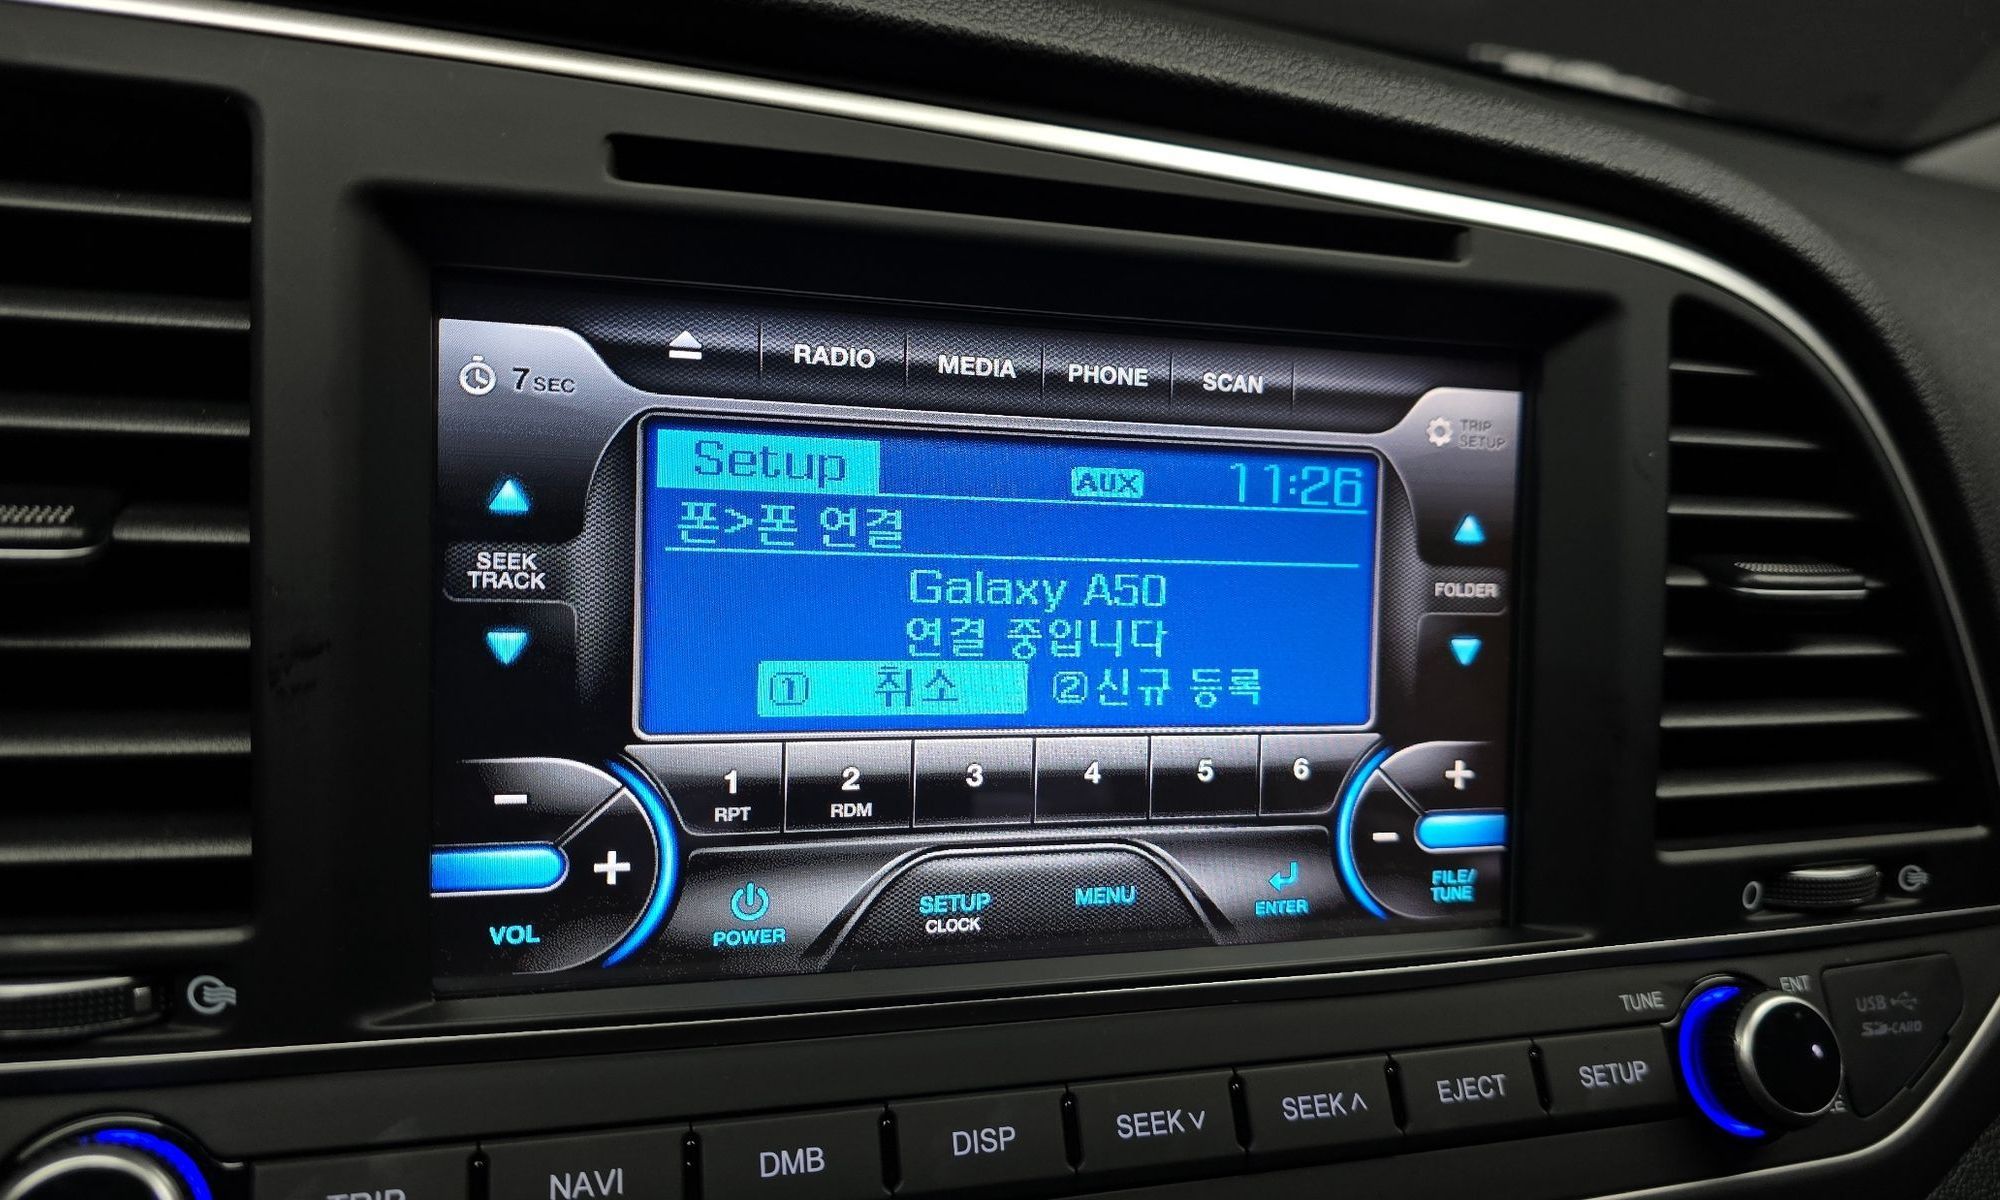 RADIO
MEDIA
PHONE
SCAN
7 SEC
TRIP
SETUP
Setup
AUX
11:26
폰>폰 연결
Galaxy A50
연결 중입니다
① 취소
②신규 등록
SEEK
TRACK
FOLDER
1
RPT
2
RDM
3
4
5
6
VOL
POWER
SETUP
CLOCK
MENU
ENTER
FILE/
TUNE
TUNE
ENT
USB
SD-CARD
TRIP
NAVI
DMB
DISP
SEEK∨
SEEK∧
EJECT
SETUP